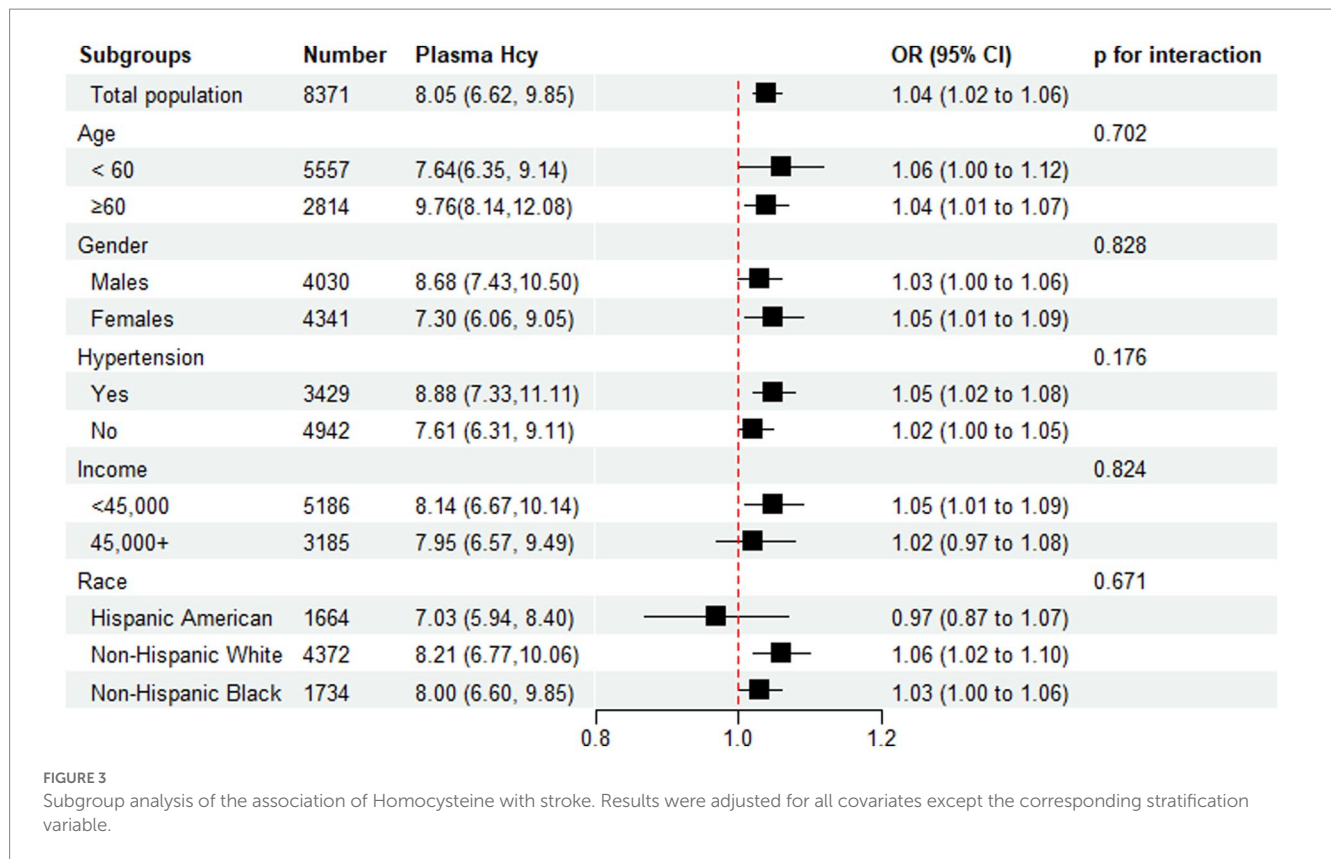 Subgroups Number Plasma Hcy OR (95% CI) p for interaction
Total population 8371 8.05 (6.62, 9.85) 1.04 (1.02 to 1.06)
Age 0.702
< 60 5557 7.64(6.35, 9.14) 1.06 (1.00 to 1.12)
≥60 2814 9.76(8.14,12.08) 1.04 (1.01 to 1.07)
Gender 0.828
Males 4030 8.68 (7.43,10.50) 1.03 (1.00 to 1.06)
Females 4341 7.30 (6.06, 9.05) 1.05 (1.01 to 1.09)
Hypertension 0.176
Yes 3429 8.88 (7.33,11.11) 1.05 (1.02 to 1.08)
No 4942 7.61 (6.31, 9.11) 1.02 (1.00 to 1.05)
Income 0.824
<45,000 5186 8.14 (6.67,10.14) 1.05 (1.01 to 1.09)
45,000+ 3185 7.95 (6.57, 9.49) 1.02 (0.97 to 1.08)
Race 0.671
Hispanic American 1664 7.03 (5.94, 8.40) 0.97 (0.87 to 1.07)
Non-Hispanic White 4372 8.21 (6.77,10.06) 1.06 (1.02 to 1.10)
Non-Hispanic Black 1734 8.00 (6.60, 9.85) 1.03 (1.00 to 1.06)
0.8 1.0 1.2
FIGURE 3
Subgroup analysis of the association of Homocysteine with stroke. Results were adjusted for all covariates except the corresponding stratification
variable.